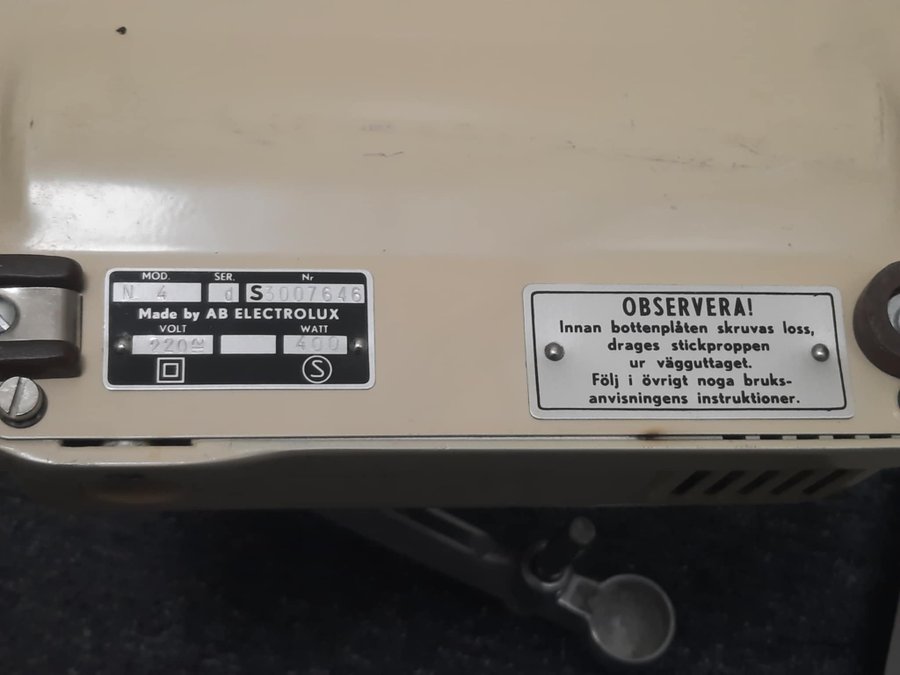 MOD. SER. Nr
N. 4 d S3007646
Made by AB ELECTROLUX
VOLT WATT
220≅ 400
S
OBSERVERA!
Innan bottenplåten skruvas loss,
drages stickproppen
ur vägguttaget.
Följ i övrigt noga bruks-
anvisningens instruktioner.